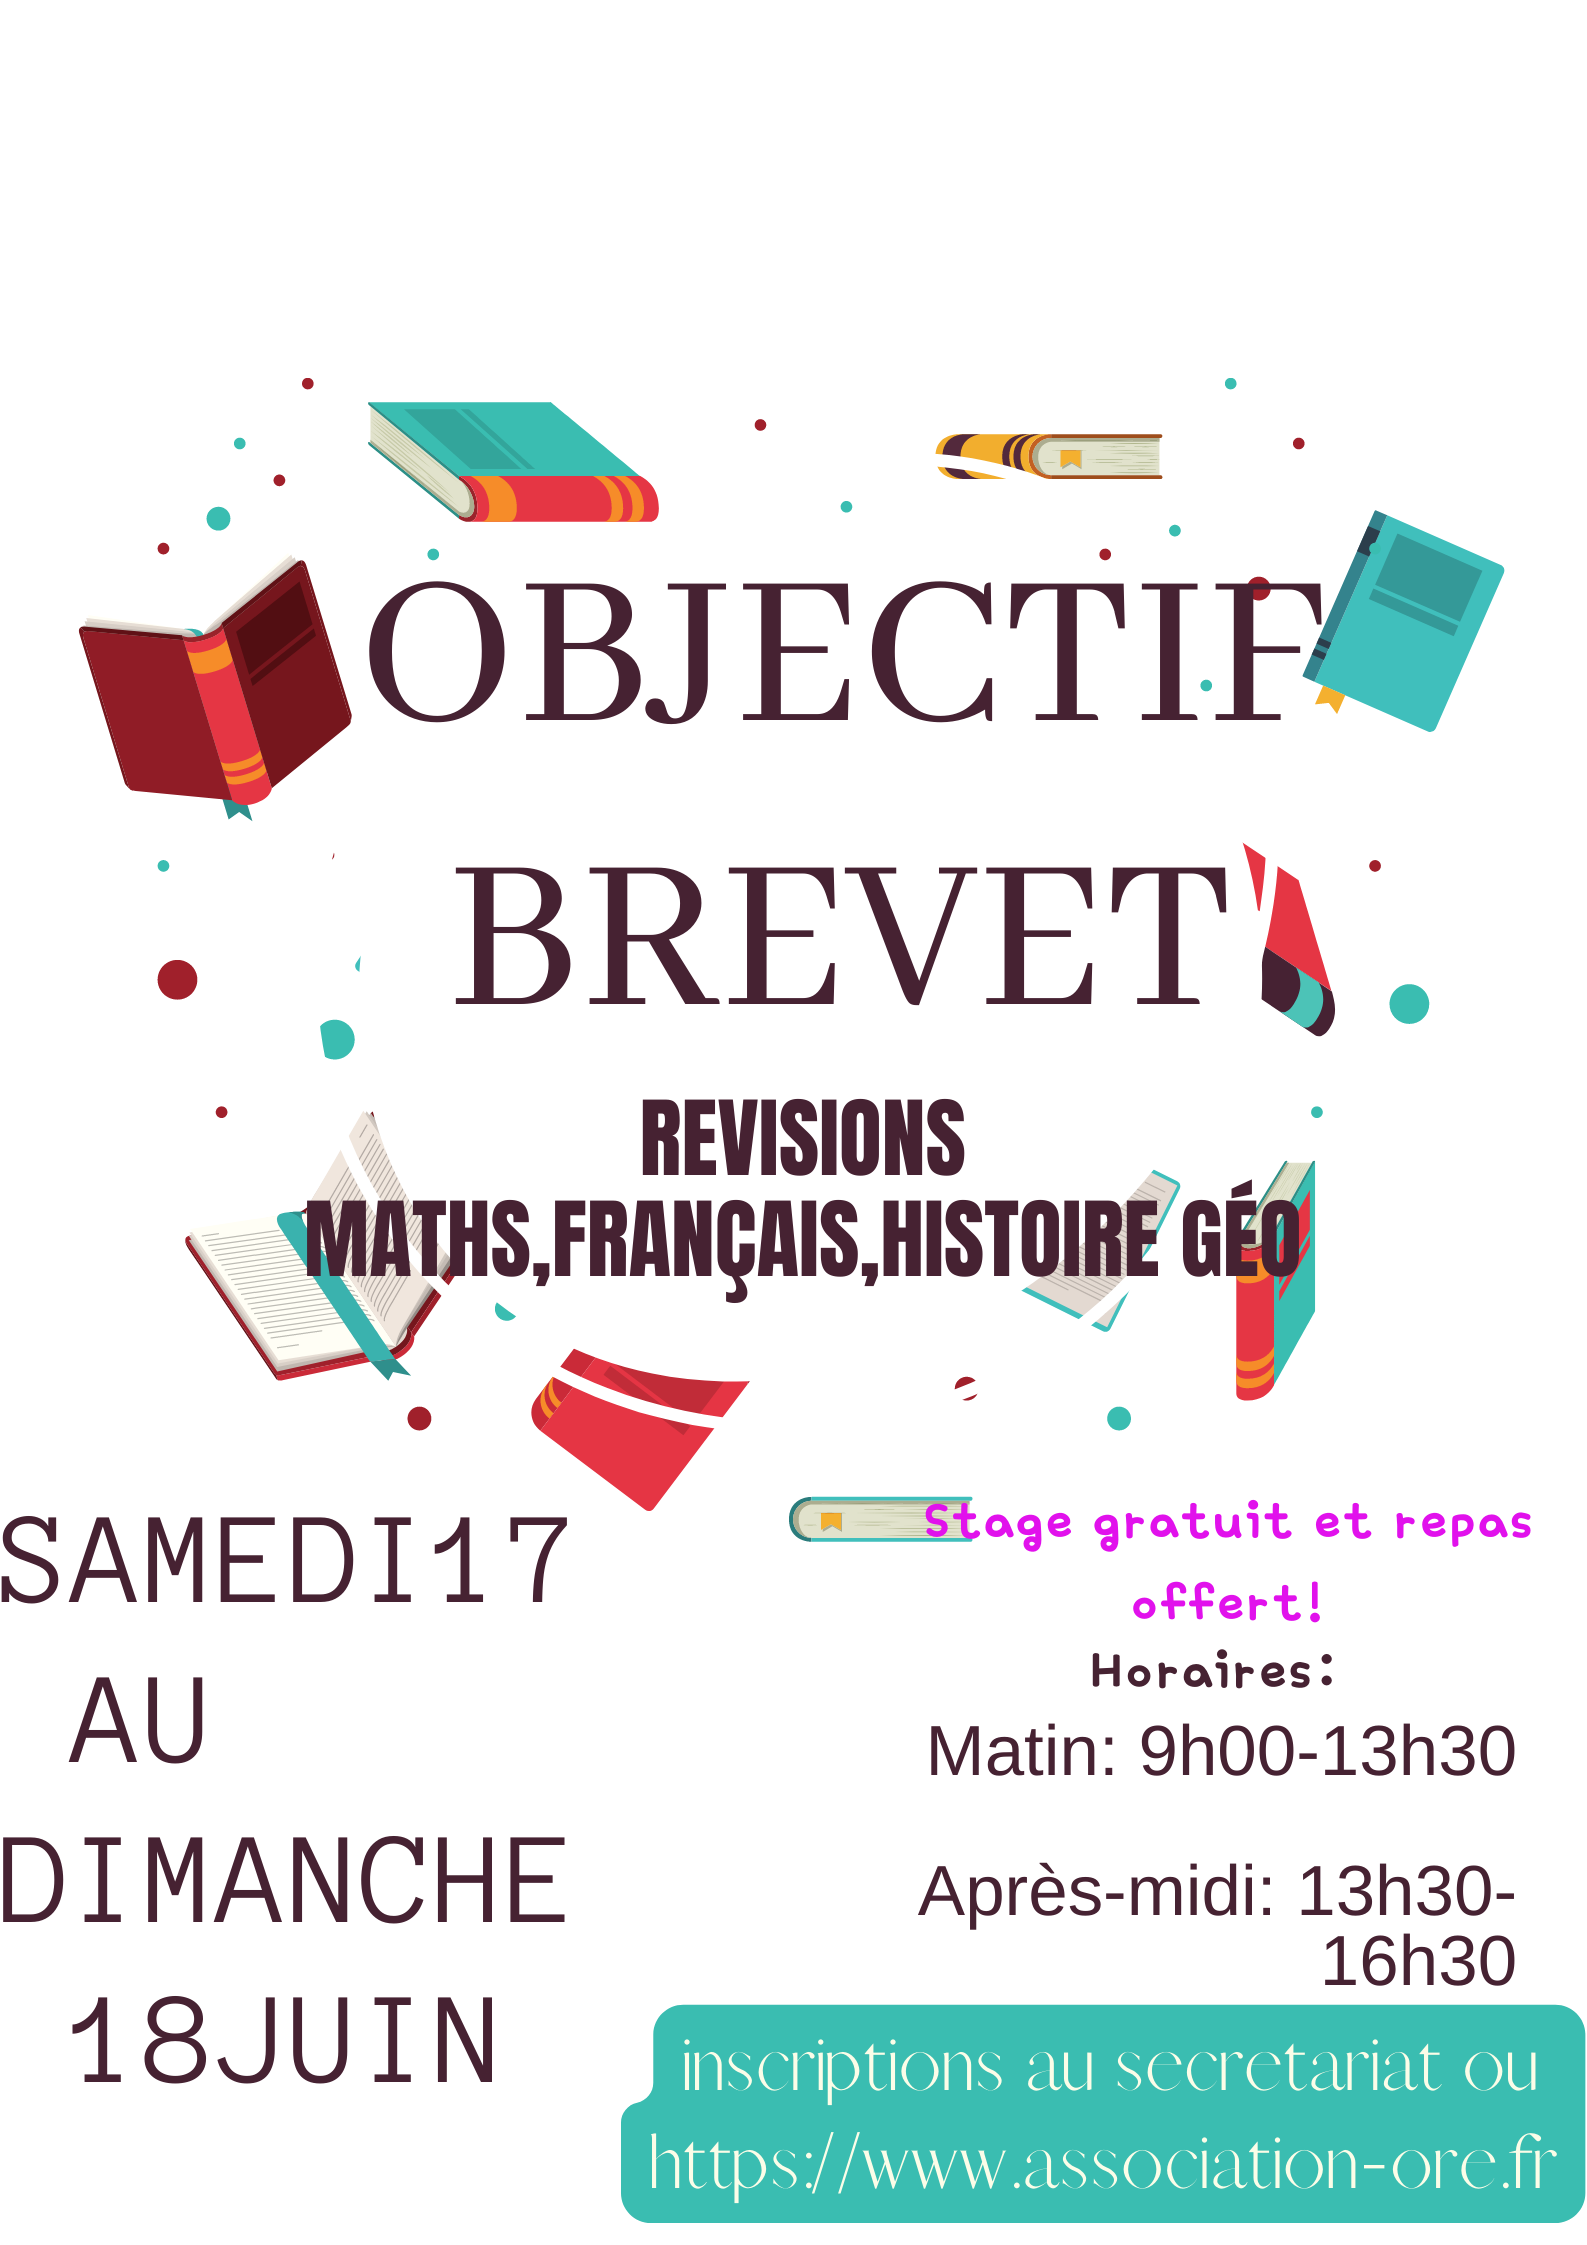 OBJECTIF
BREVET
REVISIONS
MATHS,FRANÇAIS,HISTOIRE GÉO
SAMEDI17
AU
DIMANCHE
18JUIN
Stage gratuit et repas
offert!
Horaires:
Matin: 9h00-13h30
Après-midi: 13h30-
16h30
inscriptions au secretariat ou
https://www.association-ore.fr